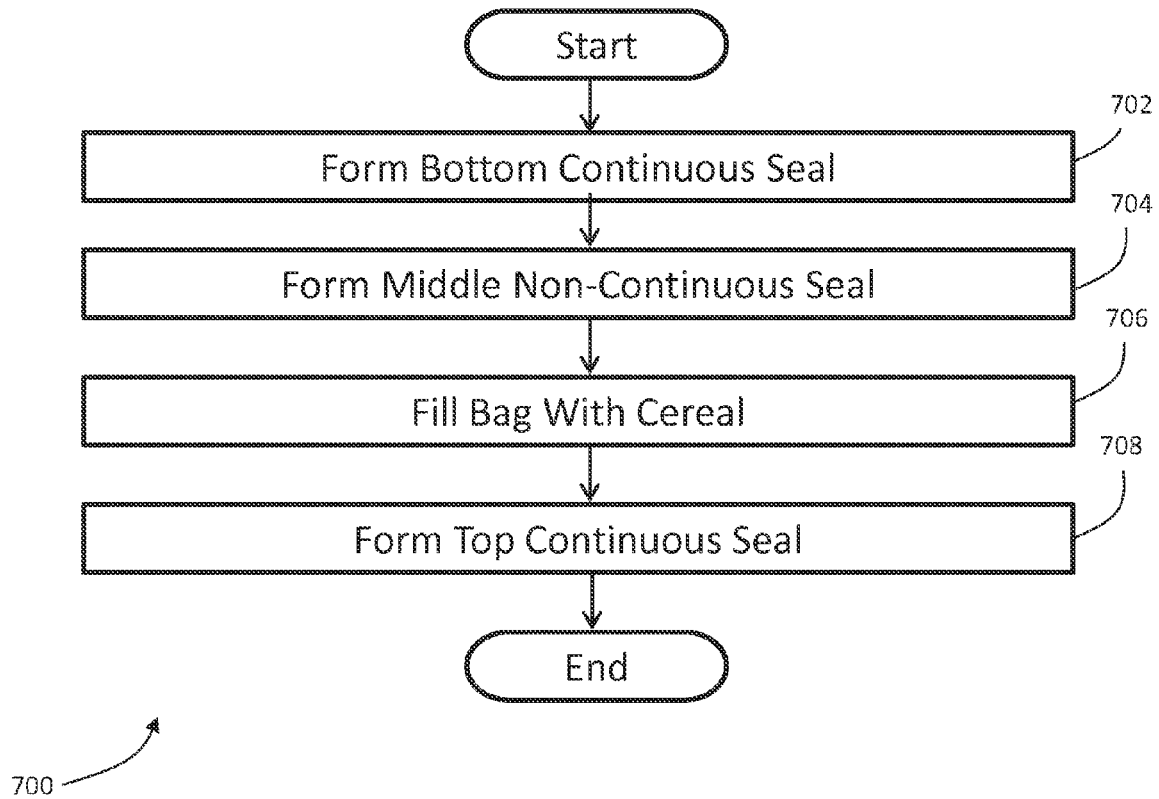 Start
702
Form Bottom Continuous Seal
704
Form Middle Non-Continuous Seal
706
Fill Bag With Cereal
708
Form Top Continuous Seal
End
700